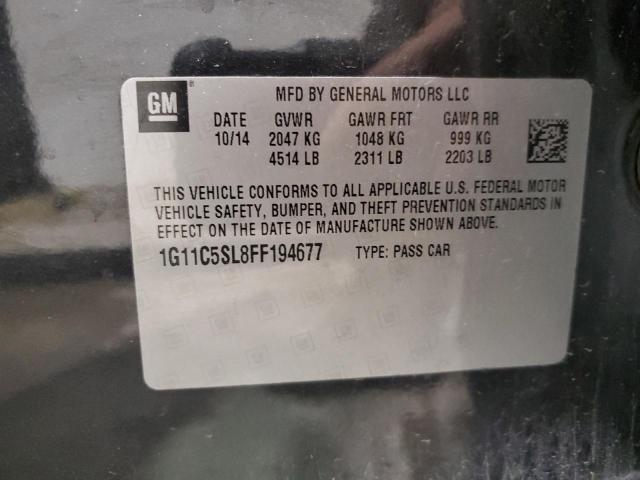 GM
MFD BY GENERAL MOTORS LLC
DATE GVWR GAWR FRT GAWR RR
10/14 2047 KG 1048 KG 999 KG
4514 LB 2311 LB 2203 LB
THIS VEHICLE CONFORMS TO ALL APPLICABLE U.S. FEDERAL MOTOR
VEHICLE SAFETY, BUMPER, AND THEFT PREVENTION STANDARDS IN
EFFECT ON THE DATE OF MANUFACTURE SHOWN ABOVE.
1G11C5SL8FF194677 TYPE: PASS CAR